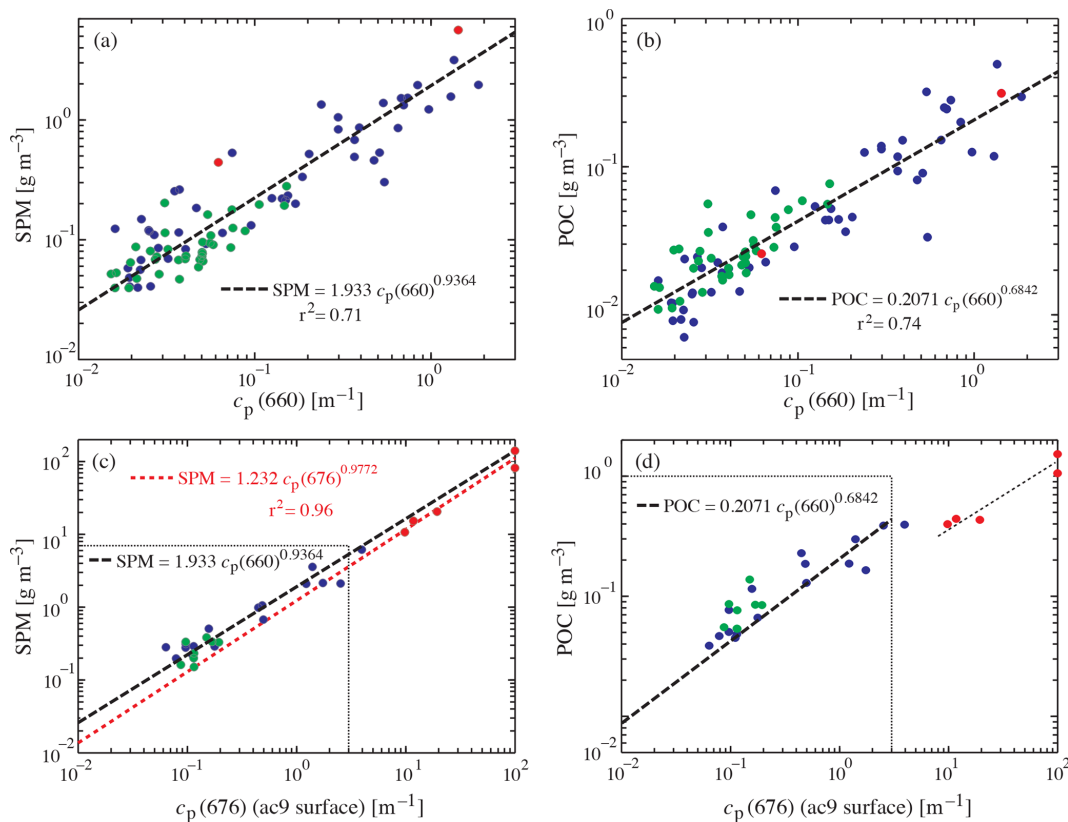 (a)
SPM [g m⁻³]
10⁰
10⁻¹
10⁻²
SPM = 1.933 cₚ(660)^0.9364
r² = 0.71
10⁻² 10⁻¹ 10⁰
cₚ(660) [m⁻¹]
(b)
POC [g m⁻³]
10⁰
10⁻¹
10⁻²
POC = 0.2071 cₚ(660)^0.6842
r² = 0.74
10⁻² 10⁻¹ 10⁰
cₚ(660) [m⁻¹]
(c)
SPM [g m⁻³]
10²
10¹
10⁰
10⁻¹
10⁻²
SPM = 1.232 cₚ(676)^0.9772
r² = 0.96
SPM = 1.933 cₚ(660)^0.9364
10⁻² 10⁻¹ 10⁰ 10¹ 10²
cₚ(676) (ac9 surface) [m⁻¹]
(d)
POC [g m⁻³]
10⁰
10⁻¹
10⁻²
POC = 0.2071 cₚ(660)^0.6842
10⁻² 10⁻¹ 10⁰ 10¹ 10²
cₚ(676) (ac9 surface) [m⁻¹]